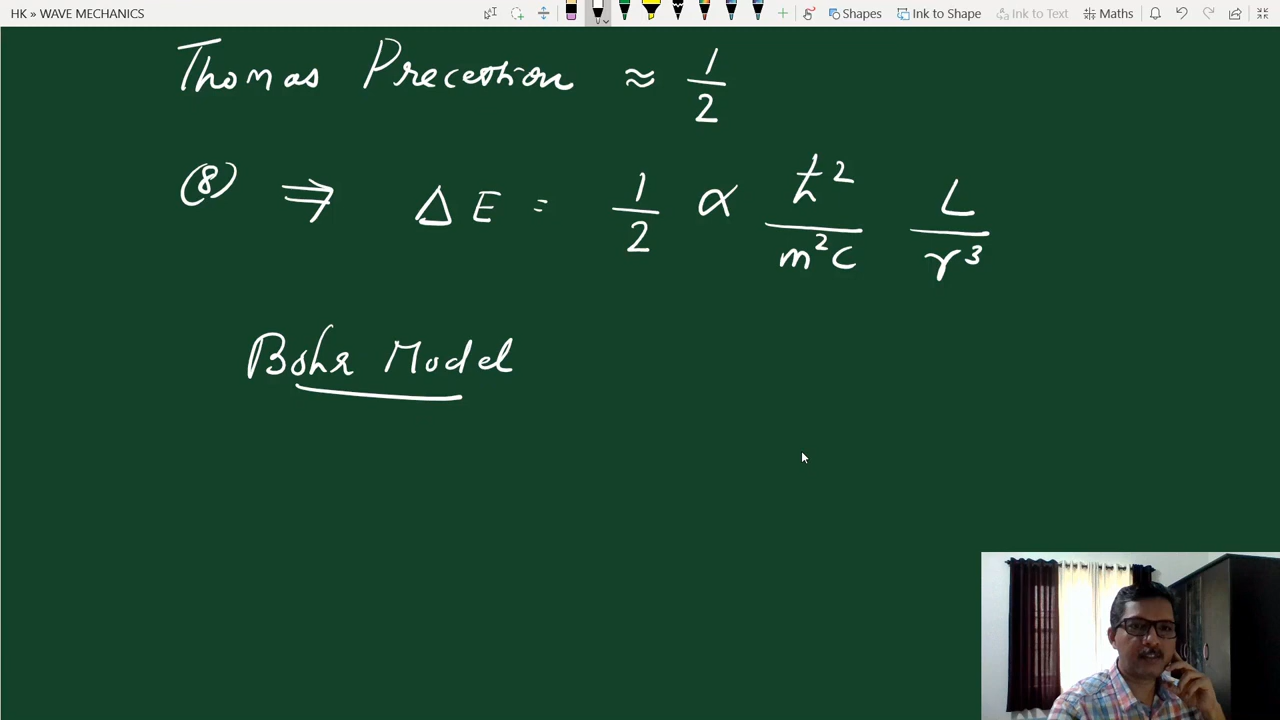 HK » WAVE MECHANICS
Shapes Ink to Shape Ink to Text Maths
Thomas Precession ≈ 1/2
(8) ⇒ Δ E = 1/2 α ħ²/m²c L/r³
Bohr Model